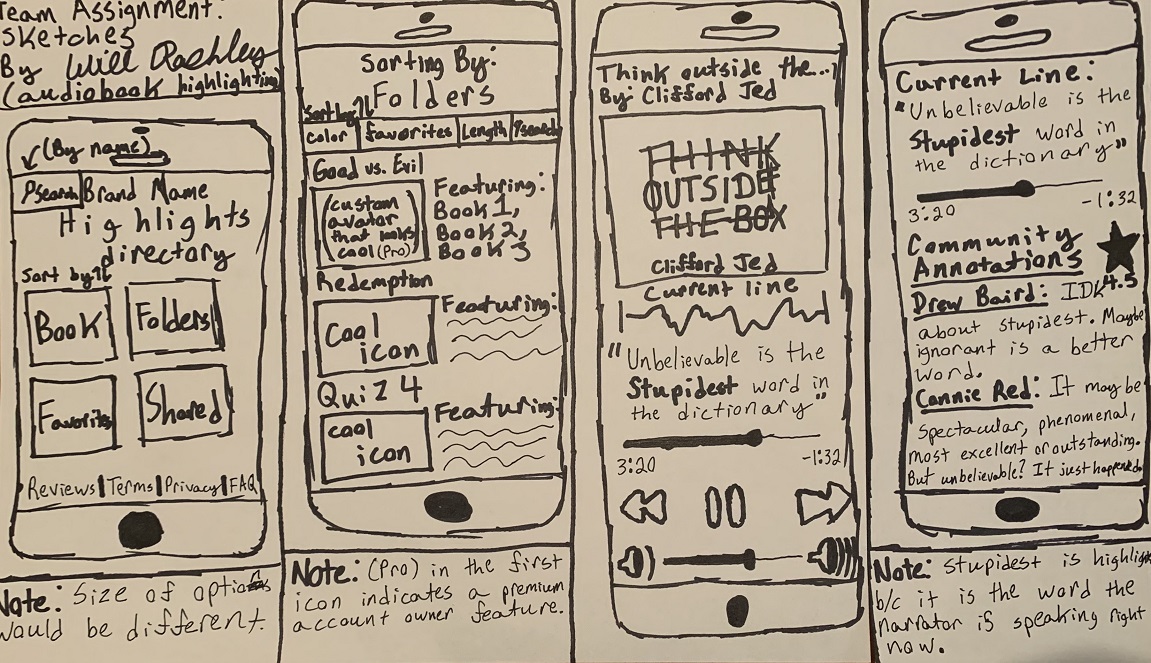 Team Assignment:
Sketches
By Will Rashley
(audiobook highlighting)
(By name)
search
Brand Name
Highlights
directory
Sort by
Book
Folders
Favorites
Shared
Reviews | Terms | Privacy | FAQ
Note: Size of options
would be different.
Sorting By:
Folders
Sort by
color | favorites | Length | search
Good vs. Evil
(custom
avatar
that looks
cool (Pro))
Featuring:
Book 1,
Book 2,
Book 3
Redemption
Cool
icon
Featuring:
Quiz 4
cool
icon
Featuring:
Note: (Pro) in the first
icon indicates a premium
account owner feature.
Think outside the...
By: Clifford Jed
THINK
OUTSIDE
THE BOX
Clifford Jed
Current line
"Unbelievable is the
Stupidest word in
the dictionary"
3:20 -1:32
Current Line:
"Unbelievable is the
Stupidest word in
the dictionary"
3:20 -1:32
Community
Annotations
4.5
Drew Baird: IDK
about stupidest. Maybe
ignorant is a better
word.
Connie Red: It may be
spectacular, phenomenal,
most excellent or outstanding.
But unbelievable? It just happened.
Note: Stupidest is highlight
b/c it is the word the
narrator is speaking right
now.